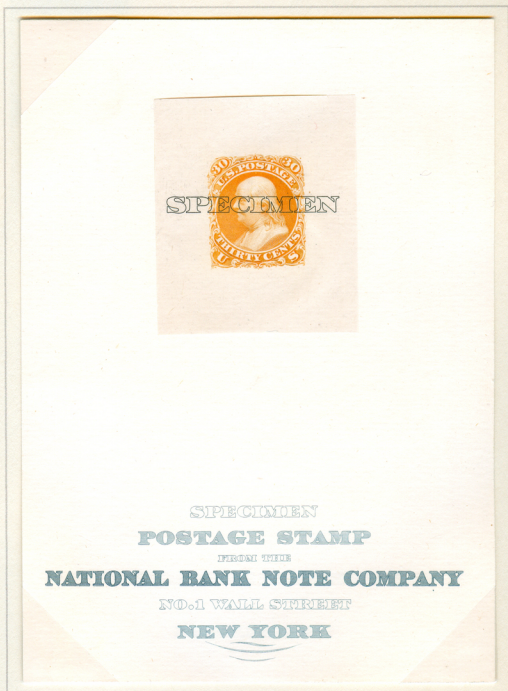 30 30
U.S. POSTAGE
SPECIMEN
THIRTY CENTS
U S
SPECIMEN
POSTAGE STAMP
FROM THE
NATIONAL BANK NOTE COMPANY
NO.1 WALL STREET
NEW YORK